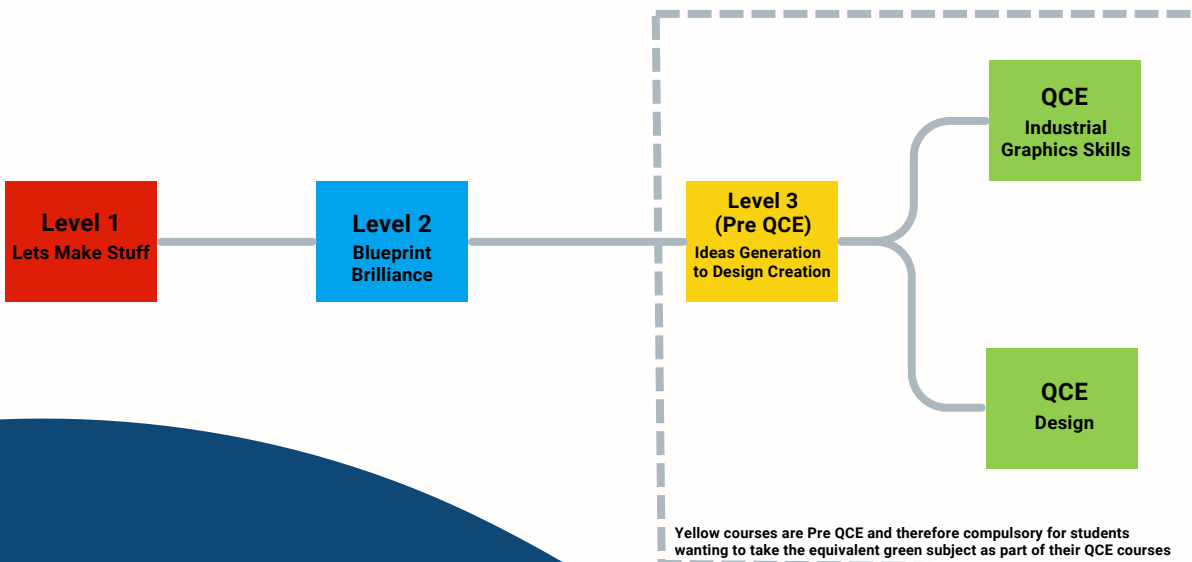 Level 1
Lets Make Stuff
Level 2
Blueprint
Brilliance
Level 3
(Pre QCE)
Ideas Generation
to Design Creation
QCE
Industrial
Graphics Skills
QCE
Design
Yellow courses are Pre QCE and therefore compulsory for students
wanting to take the equivalent green subject as part of their QCE courses